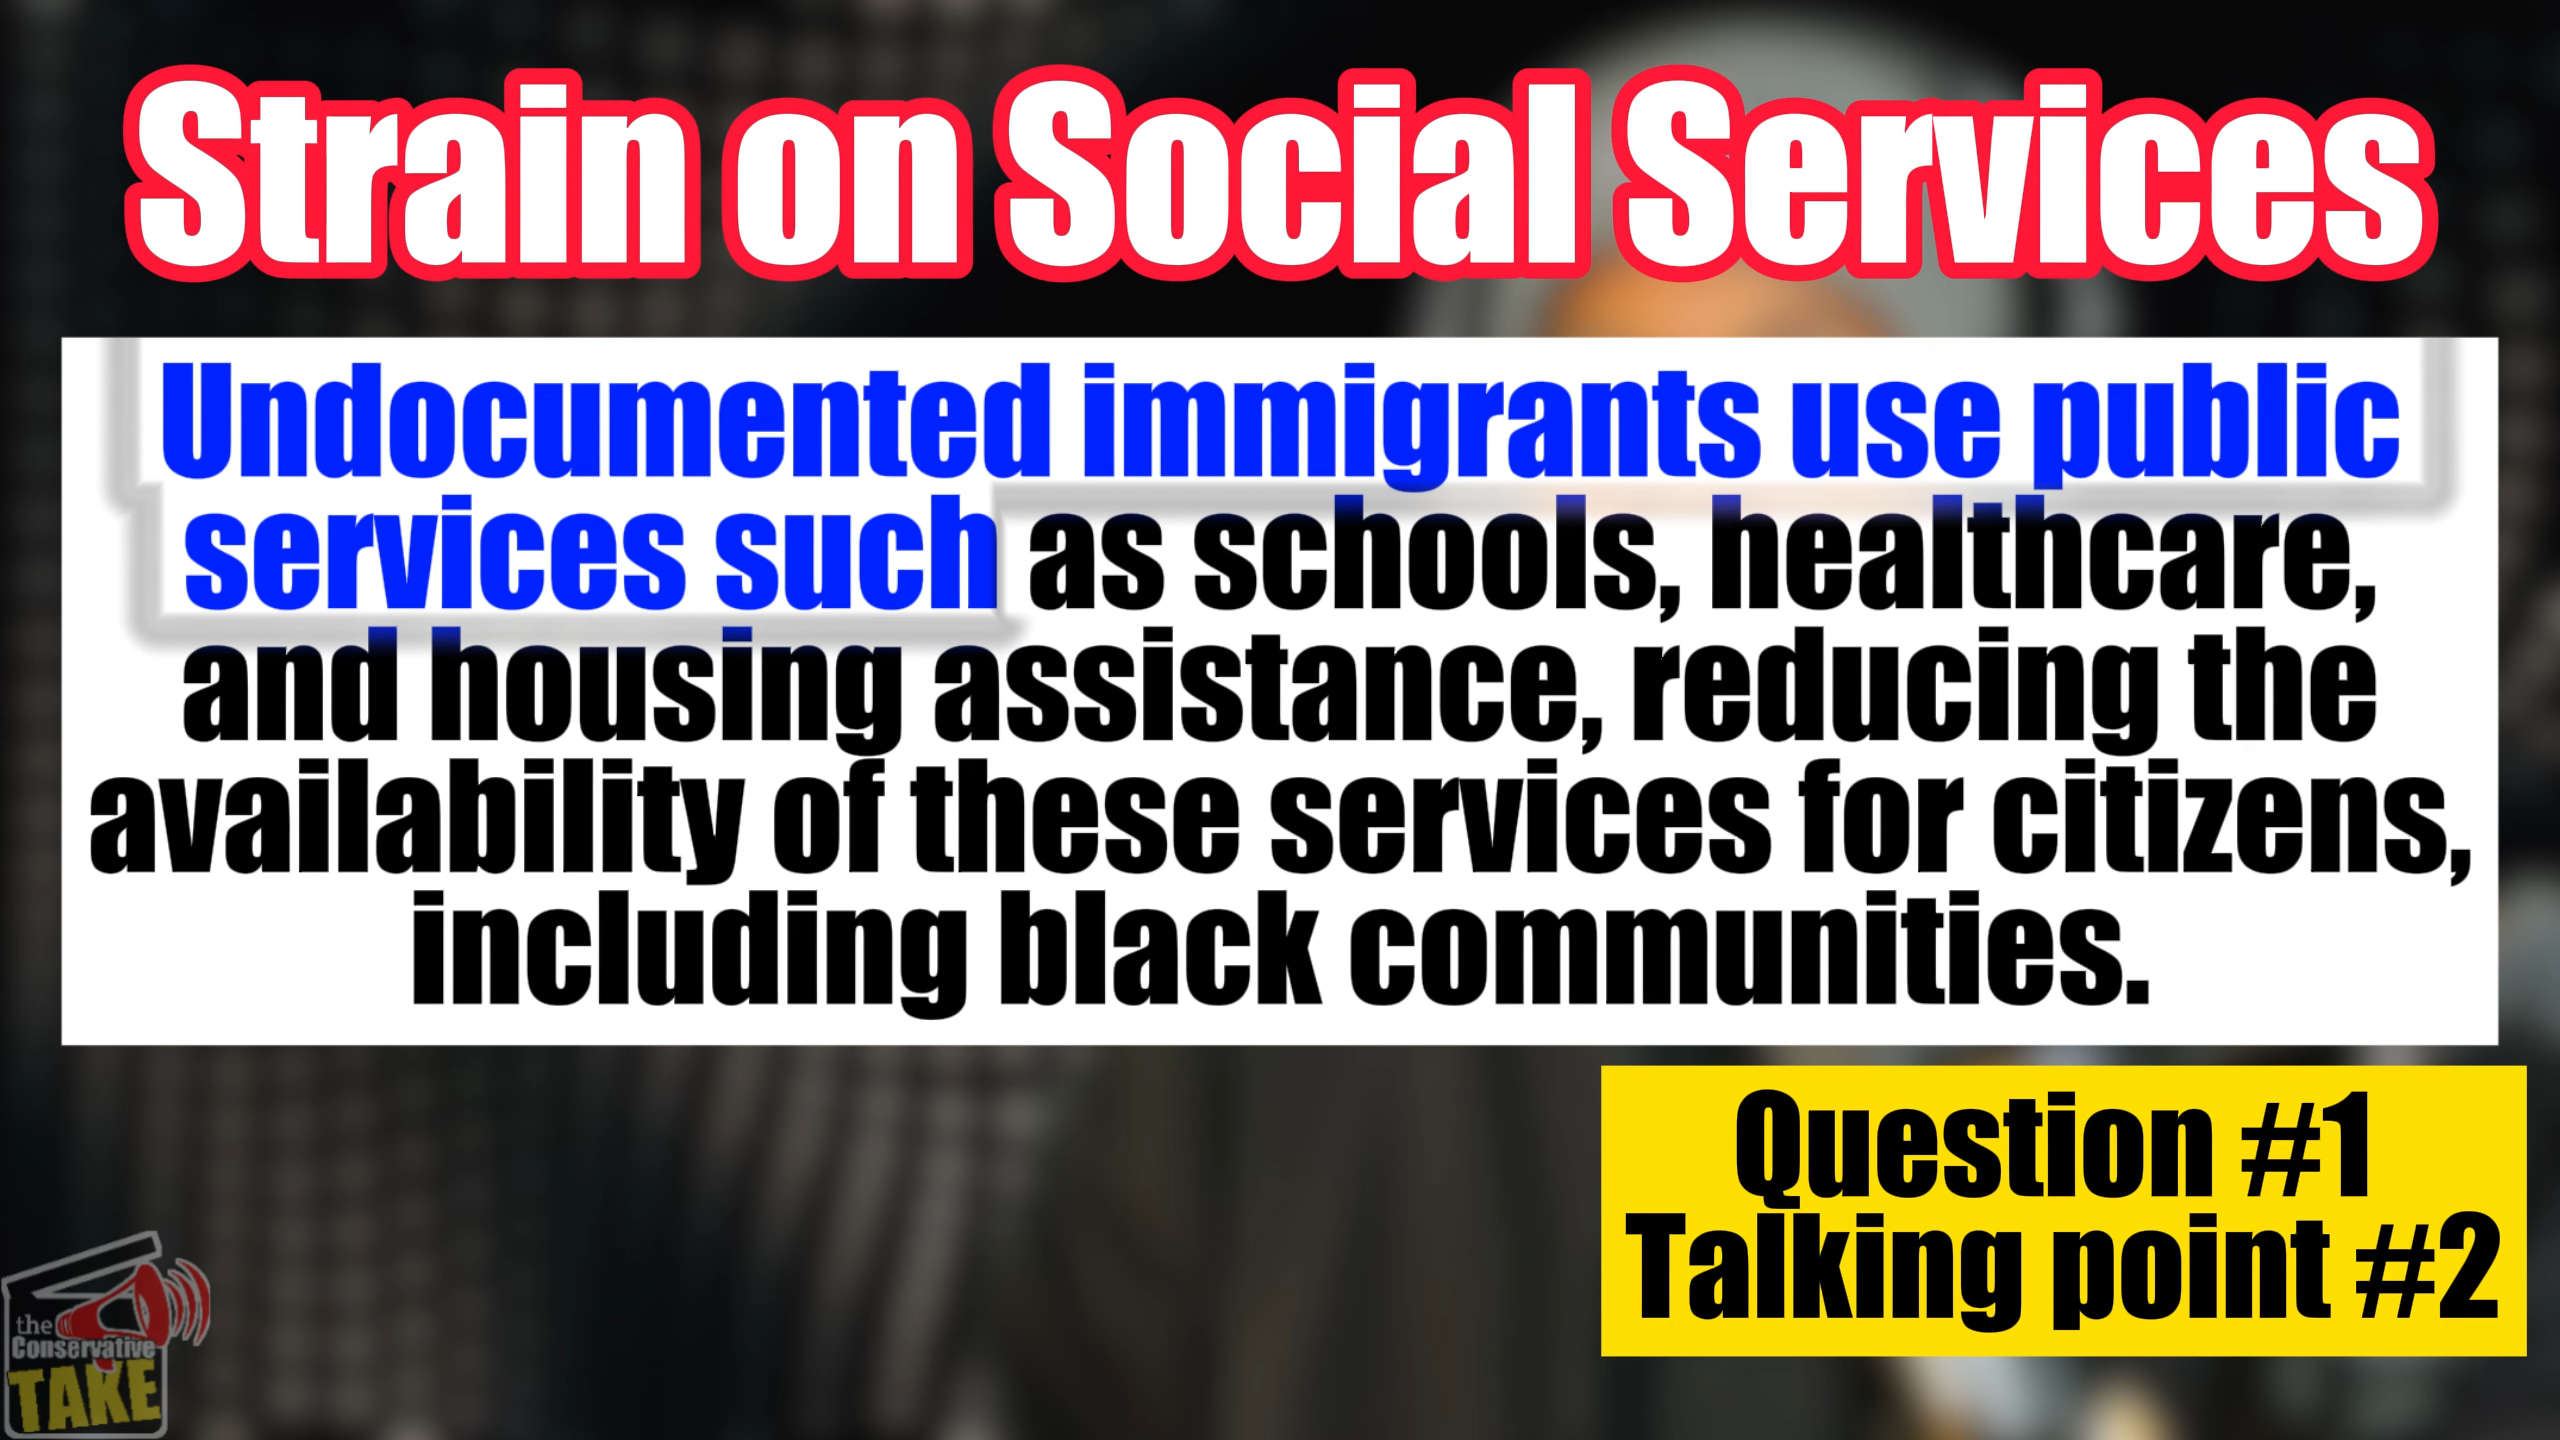 Strain on Social Services
Undocumented immigrants use public
services such as schools, healthcare,
and housing assistance, reducing the
availability of these services for citizens,
including black communities.
Question #1
Talking point #2
the
Conservative
TAKE